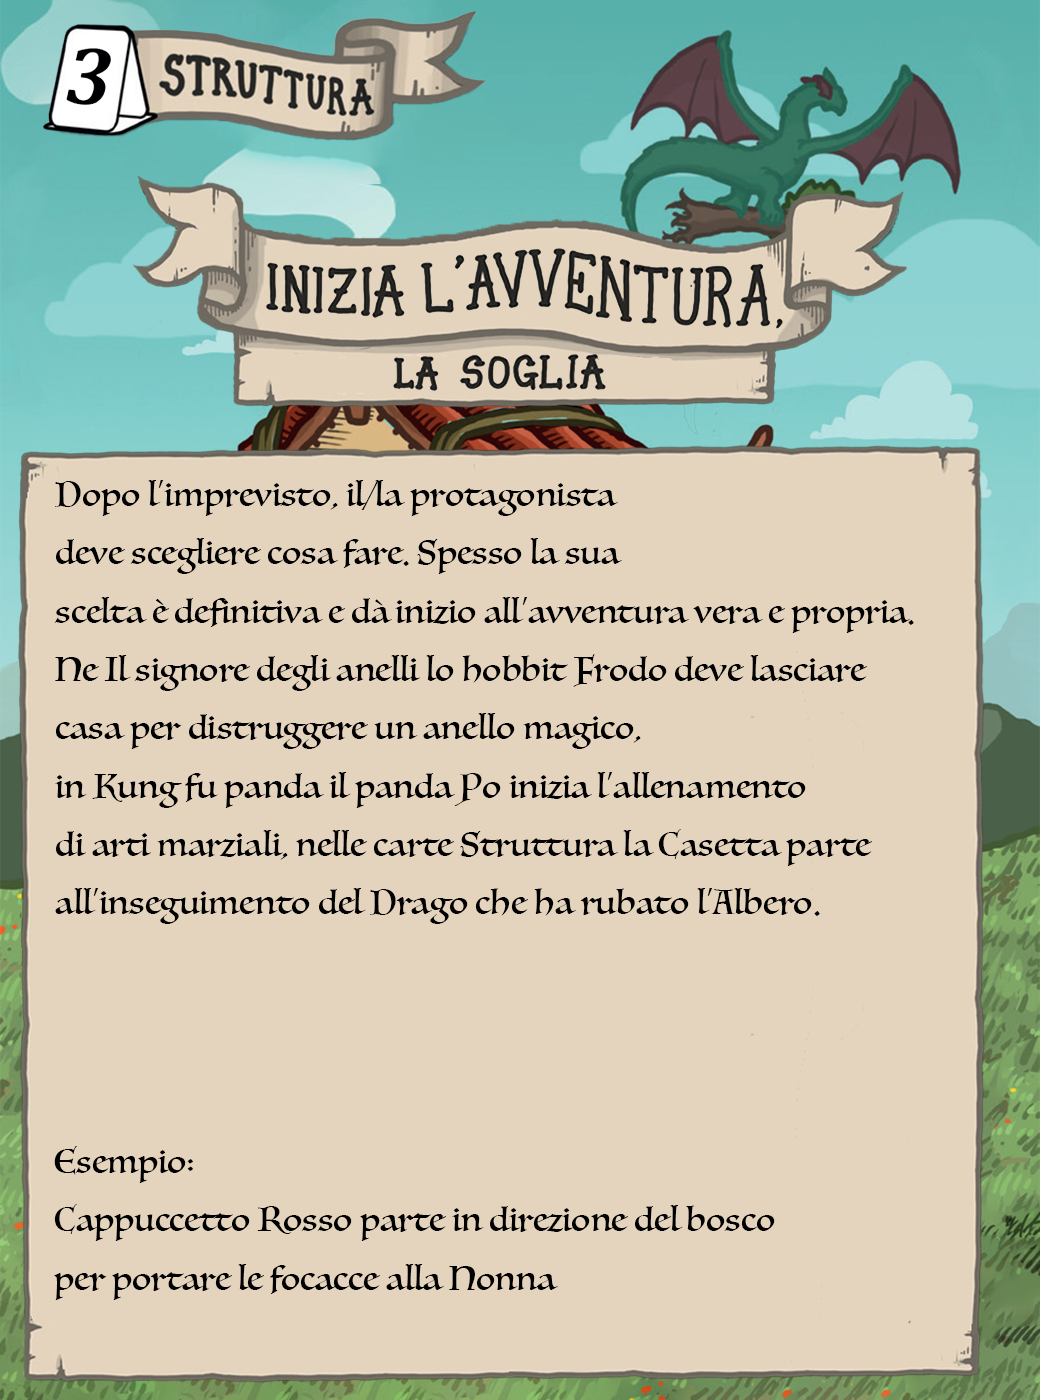 3
STRUTTURA
INIZIA L'AVVENTURA,
LA SOGLIA
Dopo l'imprevisto, il/la protagonista
deve scegliere cosa fare. Spesso la sua
scelta è definitiva e dà inizio all'avventura vera e propria.
Ne Il signore degli anelli lo hobbit Frodo deve lasciare
casa per distruggere un anello magico,
in Kung fu panda il panda Po inizia l'allenamento
di arti marziali, nelle carte Struttura la Casetta parte
all'inseguimento del Drago che ha rubato l'Albero.
Esempio:
Cappuccetto Rosso parte in direzione del bosco
per portare le focacce alla Nonna